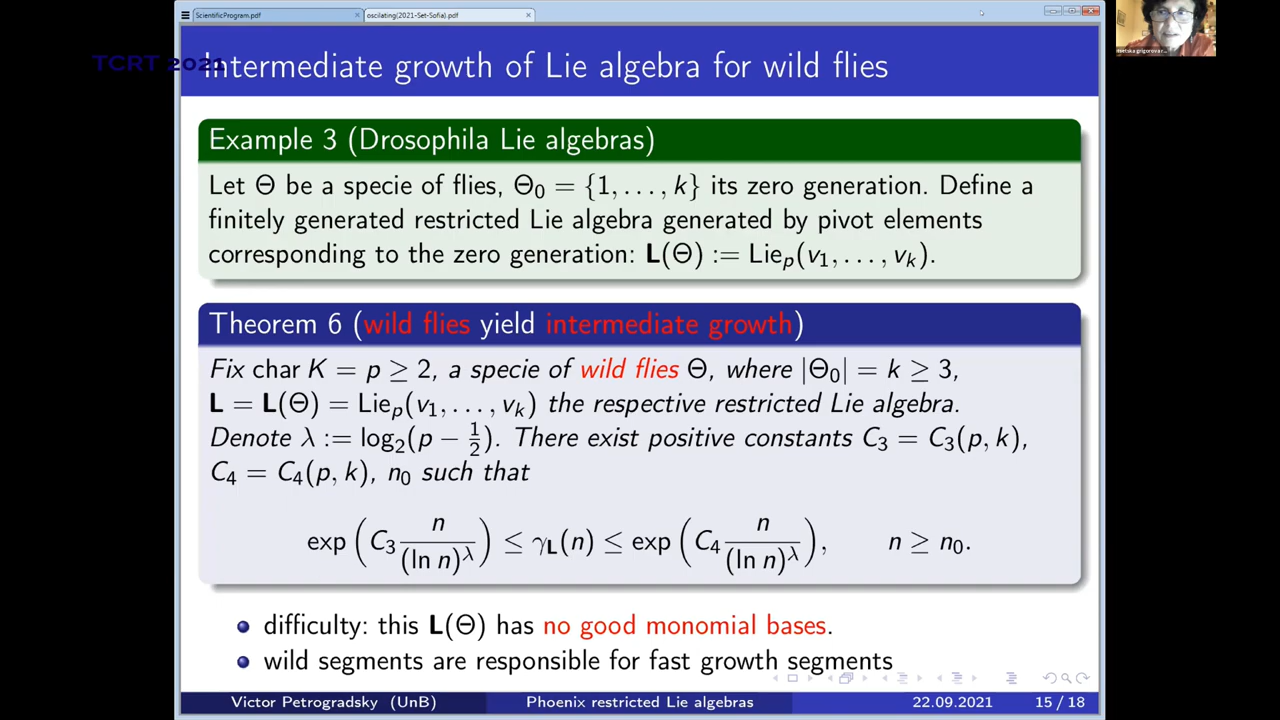 ScientificProgram.pdf
oscilating(2021-Set-Sofia).pdf
TCRT 2021
Intermediate growth of Lie algebra for wild flies
Example 3 (Drosophila Lie algebras)
Let Θ be a specie of flies, Θ₀ = {1, . . . , k} its zero generation. Define a
finitely generated restricted Lie algebra generated by pivot elements
corresponding to the zero generation: L(Θ) := Lieₚ(v₁, . . . , vₖ).
Theorem 6 (wild flies yield intermediate growth)
Fix char K = p ≥ 2, a specie of wild flies Θ, where |Θ₀| = k ≥ 3,
L = L(Θ) = Lieₚ(v₁, . . . , vₖ) the respective restricted Lie algebra.
Denote λ := log₂(p − 1/2). There exist positive constants C₃ = C₃(p, k),
C₄ = C₄(p, k), n₀ such that
exp (C₃ n/(ln n)^λ) ≤ γ_L(n) ≤ exp (C₄ n/(ln n)^λ), n ≥ n₀.
difficulty: this L(Θ) has no good monomial bases.
wild segments are responsible for fast growth segments
Victor Petrogradsky (UnB) Phoenix restricted Lie algebras 22.09.2021 15 / 18